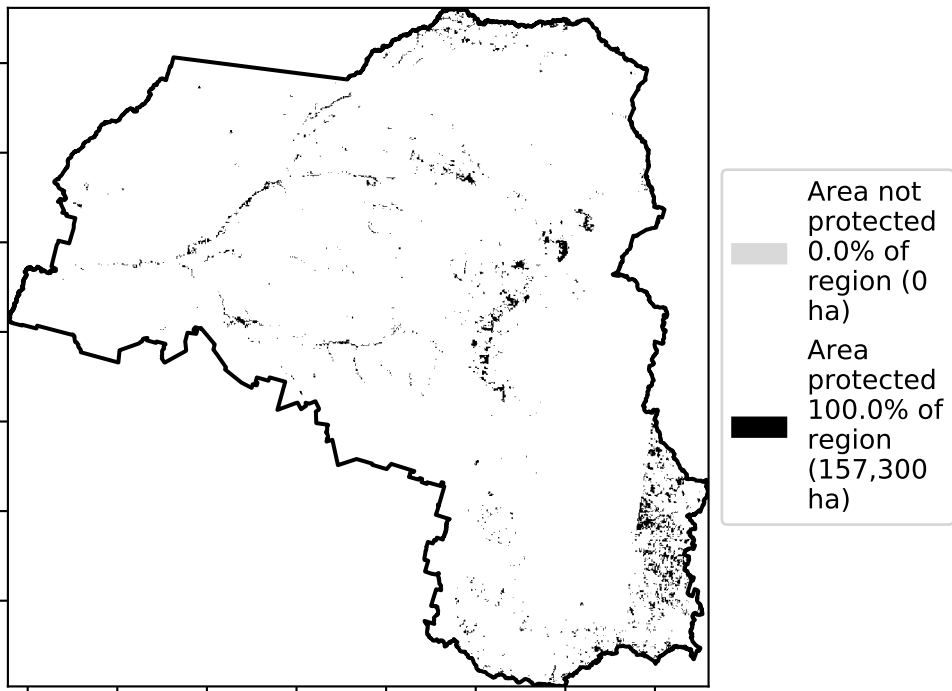 Area not
protected
0.0% of
region (0
ha)
Area
protected
100.0% of
region
(157,300
ha)